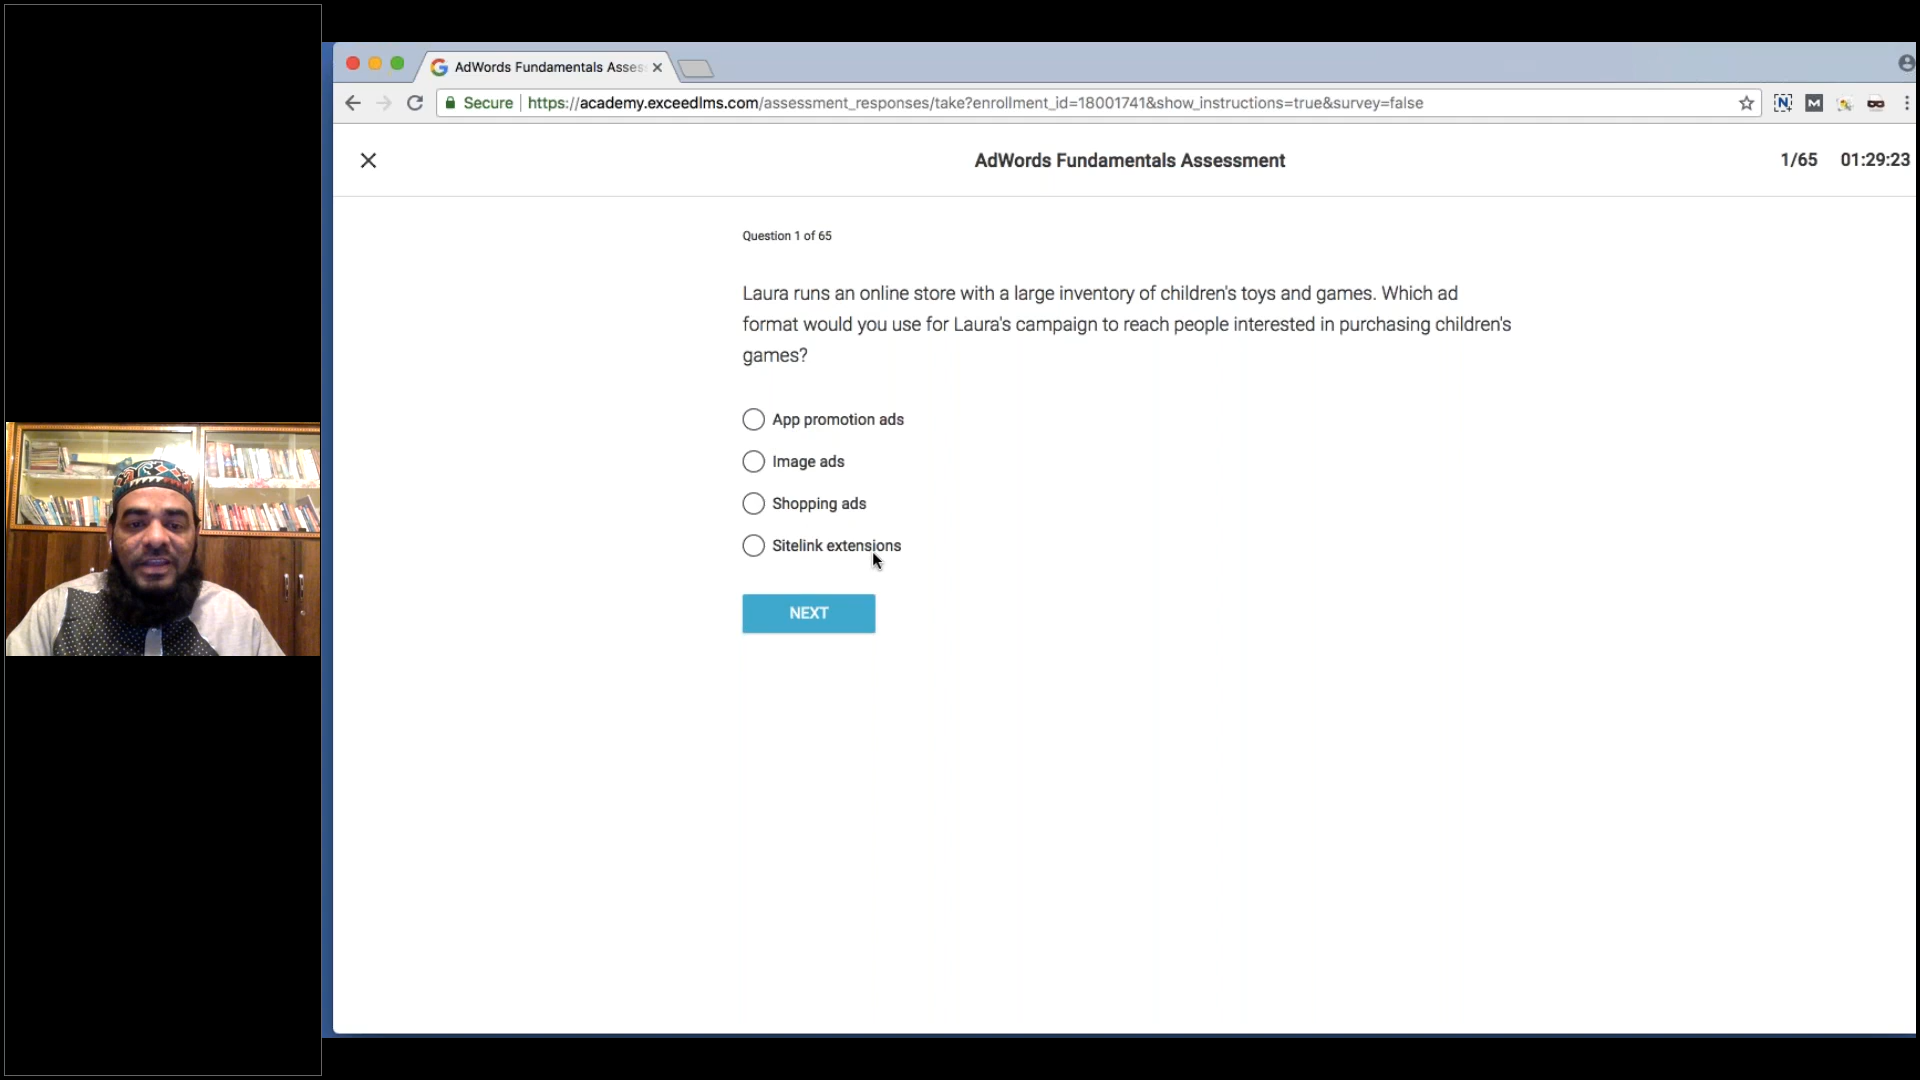 AdWords Fundamentals Asses
Secure
https://academy.exceedlms.com/assessment_responses/take?enrollment_id=18001741&show_instructions=true&survey=false
AdWords Fundamentals Assessment
1/65 01:29:23
Question 1 of 65
Laura runs an online store with a large inventory of children's toys and games. Which ad
format would you use for Laura's campaign to reach people interested in purchasing children's
games?
App promotion ads
Image ads
Shopping ads
Sitelink extensions
NEXT